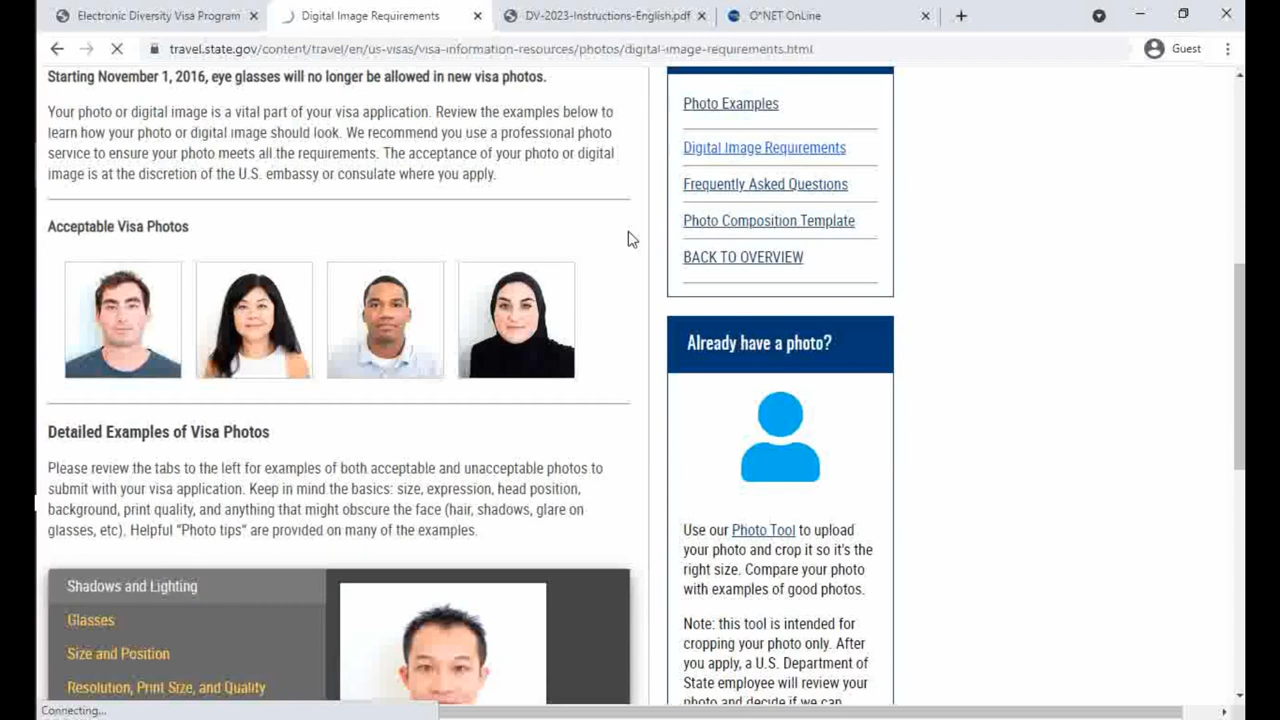 Electronic Diversity Visa Program
Digital Image Requirements
DV-2023-Instructions-English.pdf
O*NET OnLine
travel.state.gov/content/travel/en/us-visas/visa-information-resources/photos/digital-image-requirements.html
Guest
Starting November 1, 2016, eye glasses will no longer be allowed in new visa photos.
Your photo or digital image is a vital part of your visa application. Review the examples below to
learn how your photo or digital image should look. We recommend you use a professional photo
service to ensure your photo meets all the requirements. The acceptance of your photo or digital
image is at the discretion of the U.S. embassy or consulate where you apply.
Acceptable Visa Photos
Detailed Examples of Visa Photos
Please review the tabs to the left for examples of both acceptable and unacceptable photos to
submit with your visa application. Keep in mind the basics: size, expression, head position,
background, print quality, and anything that might obscure the face (hair, shadows, glare on
glasses, etc). Helpful "Photo tips" are provided on many of the examples.
Shadows and Lighting
Glasses
Size and Position
Resolution, Print Size, and Quality
Photo Examples
Digital Image Requirements
Frequently Asked Questions
Photo Composition Template
BACK TO OVERVIEW
Already have a photo?
Use our Photo Tool to upload
your photo and crop it so it's the
right size. Compare your photo
with examples of good photos.
Note: this tool is intended for
cropping your photo only. After
you apply, a U.S. Department of
State employee will review your
photo and decide if we can
Connecting...